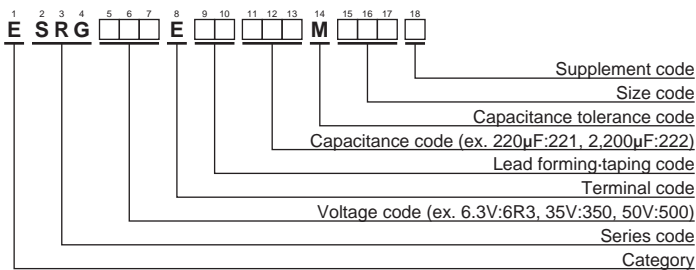 1 2 3 4 5 6 7 8 9 10 11 12 13 14 15 16 17 18
E S R G E M
Supplement code
Size code
Capacitance tolerance code
Capacitance code (ex. 220µF:221, 2,200µF:222)
Lead forming·taping code
Terminal code
Voltage code (ex. 6.3V:6R3, 35V:350, 50V:500)
Series code
Category